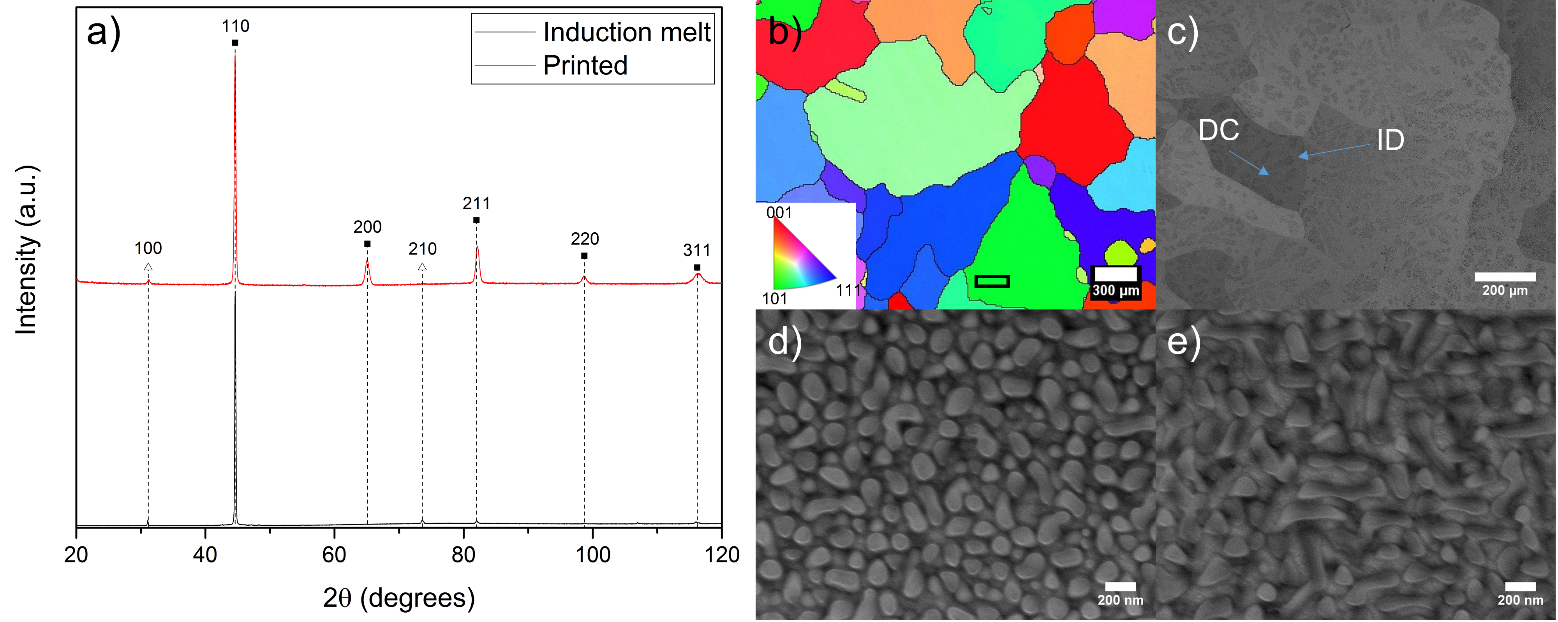 a)
Induction melt
Printed
110
100
200
210
211
220
311
Intensity (a.u.)
20
40
60
80
100
120
2θ (degrees)
b)
001
101
111
300 µm
c)
DC
ID
200 µm
d)
200 nm
e)
200 nm